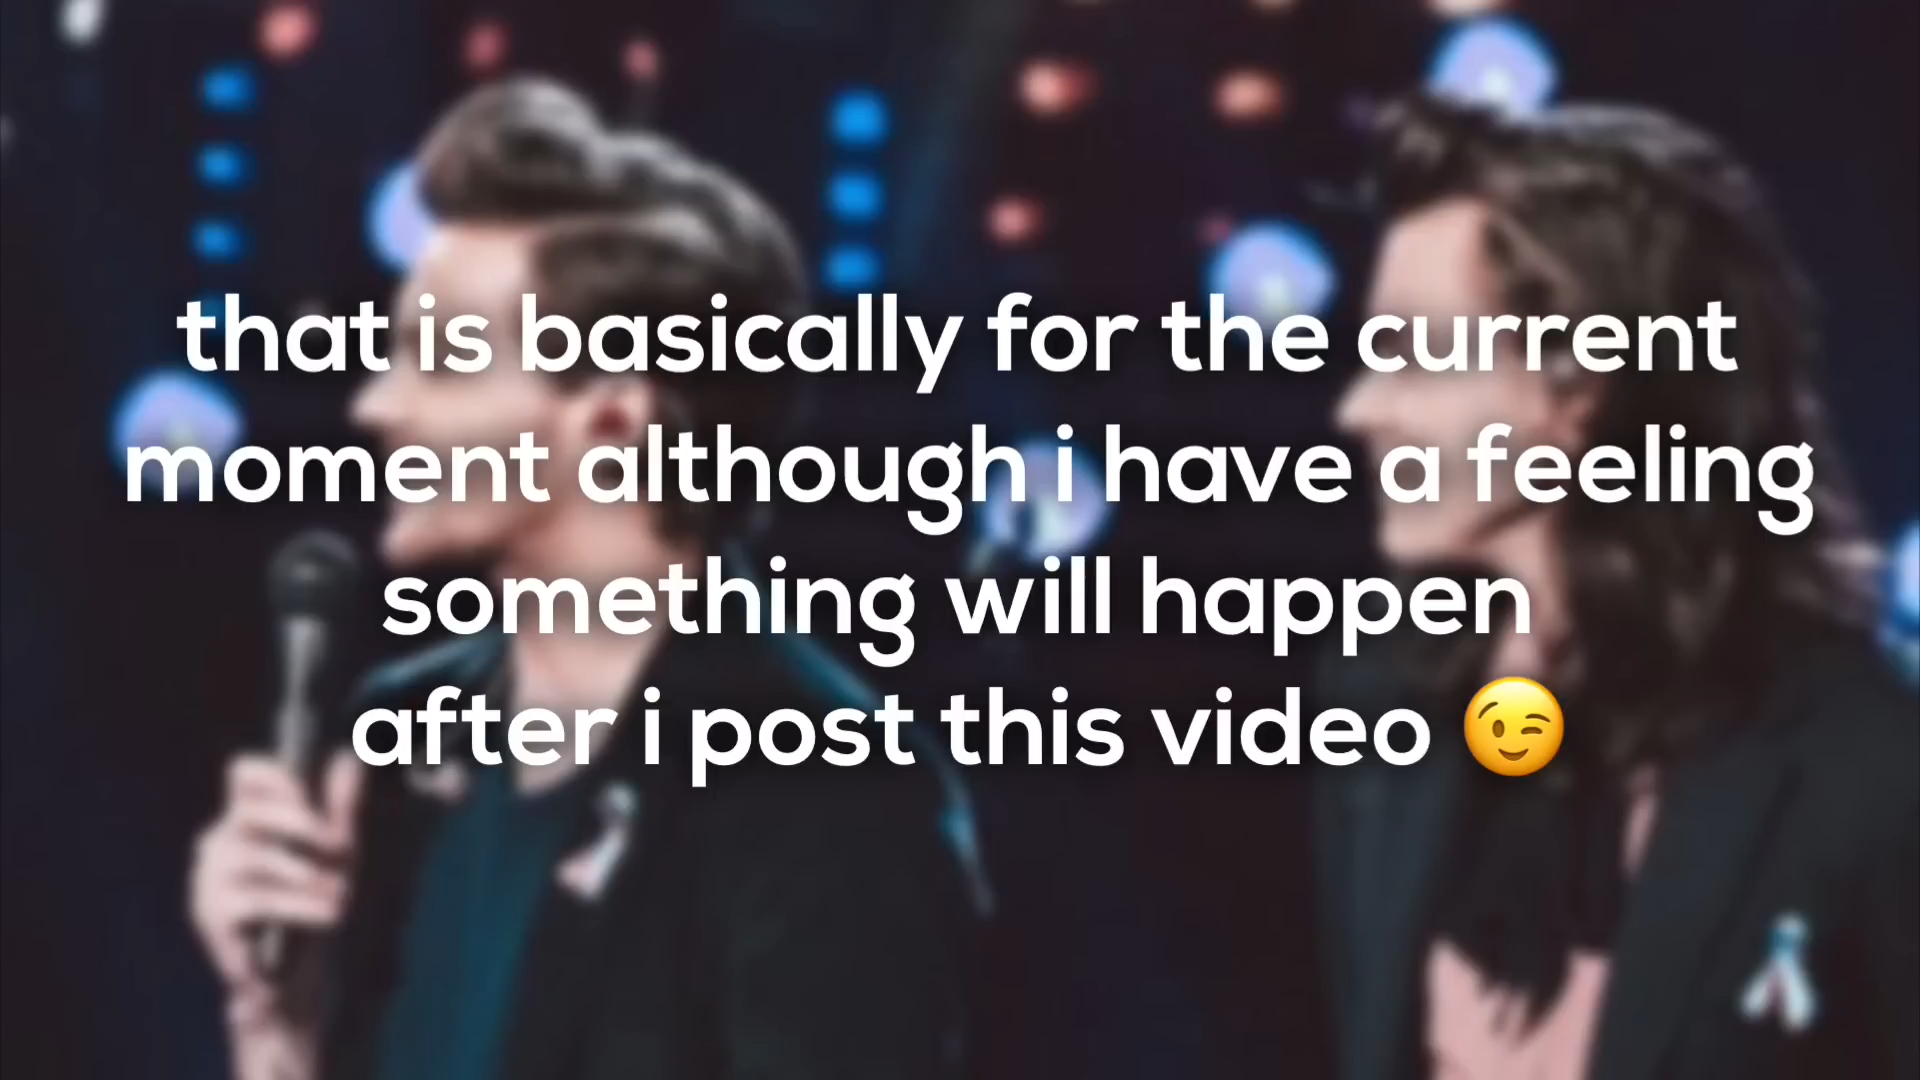 that is basically for the current
moment although i have a feeling
something will happen
after i post this video 😉